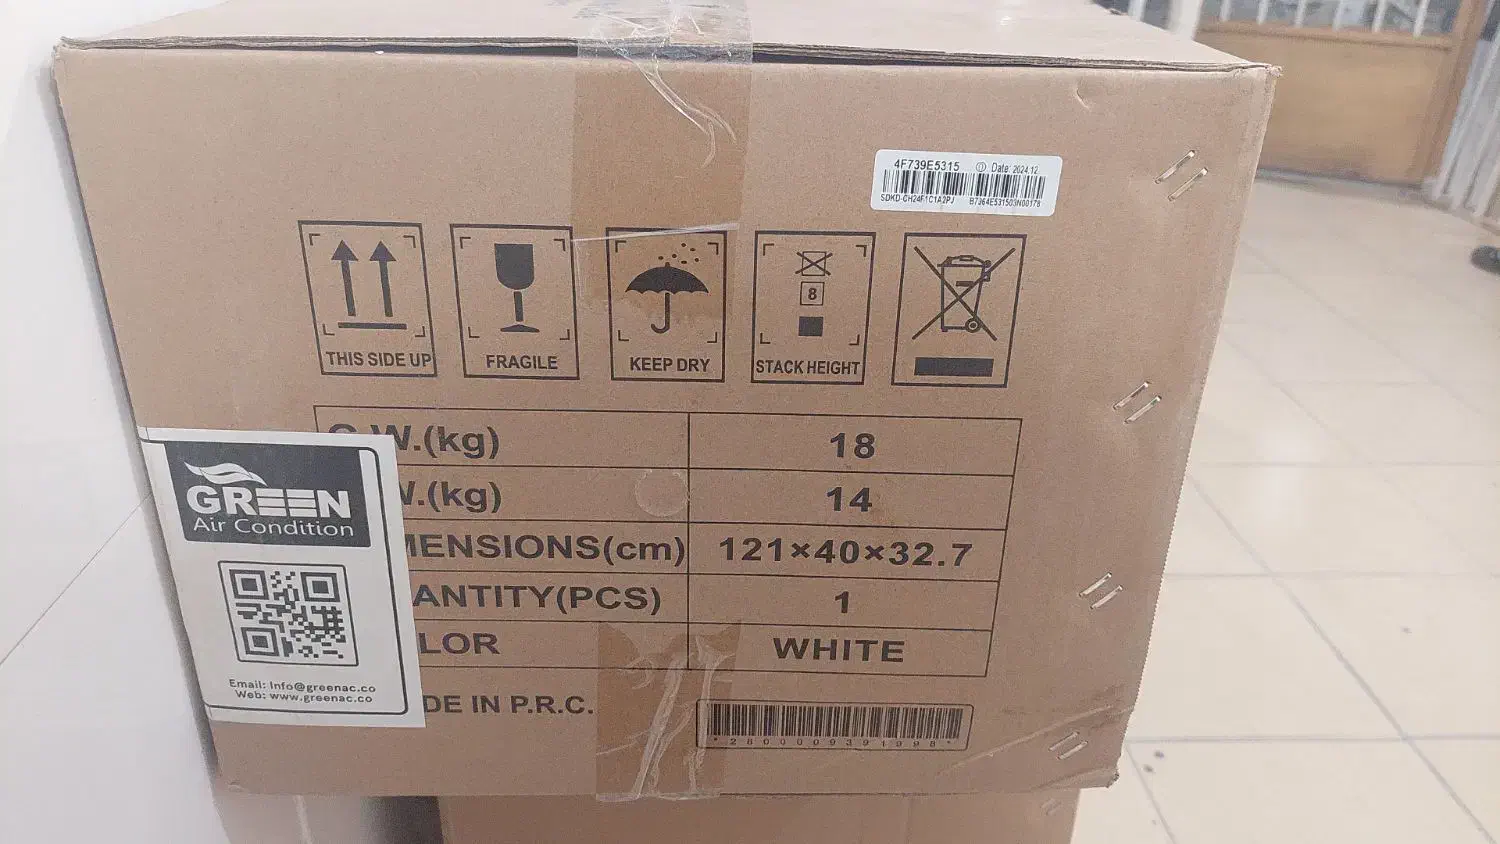 4F739E5315 Date: 2024.12
SDKD-CH24F1C1A2PJ B7364E531503N00178
8
THIS SIDE UP
FRAGILE
KEEP DRY
STACK HEIGHT
G.W.(kg) 18
W.(kg) 14
MENSIONS(cm) 121×40×32.7
ANTITY(PCS) 1
LOR WHITE
DE IN P.R.C.
*2800009391998*
GREEN
Air Condition
Email: Info@greenac.co
Web: www.greenac.co